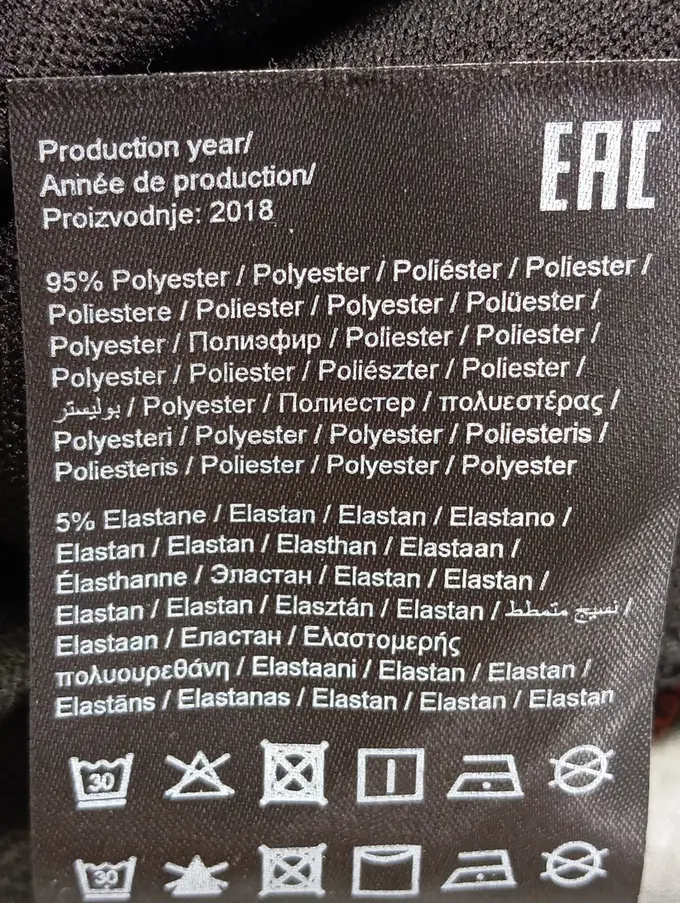 Production year/
Année de production/
Proizvodnje: 2018
EAC
95% Polyester / Polyester / Poliéster / Poliester /
Poliestere / Poliester / Polyester / Polüester /
Polyester / Полиэфир / Poliester / Poliester /
Polyester / Poliester / Poliészter / Poliester /
بوليستر / Polyester / Полиестер / πολυεστέρας /
Polyesteri / Polyester / Polyester / Poliesteris /
Poliesteris / Poliester / Polyester / Polyester
5% Elastane / Elastan / Elastan / Elastano /
Elastan / Elastan / Elasthan / Elastaan /
Élasthanne / Эластан / Elastan / Elastan /
Elastan / Elastan / Elasztán / Elastan / نسيج متمطط /
Elastaan / Еластан / Ελαστομερής
πολυουρεθάνη / Elastaani / Elastan / Elastan /
Elastāns / Elastanas / Elastan / Elastan / Elastan
30
30